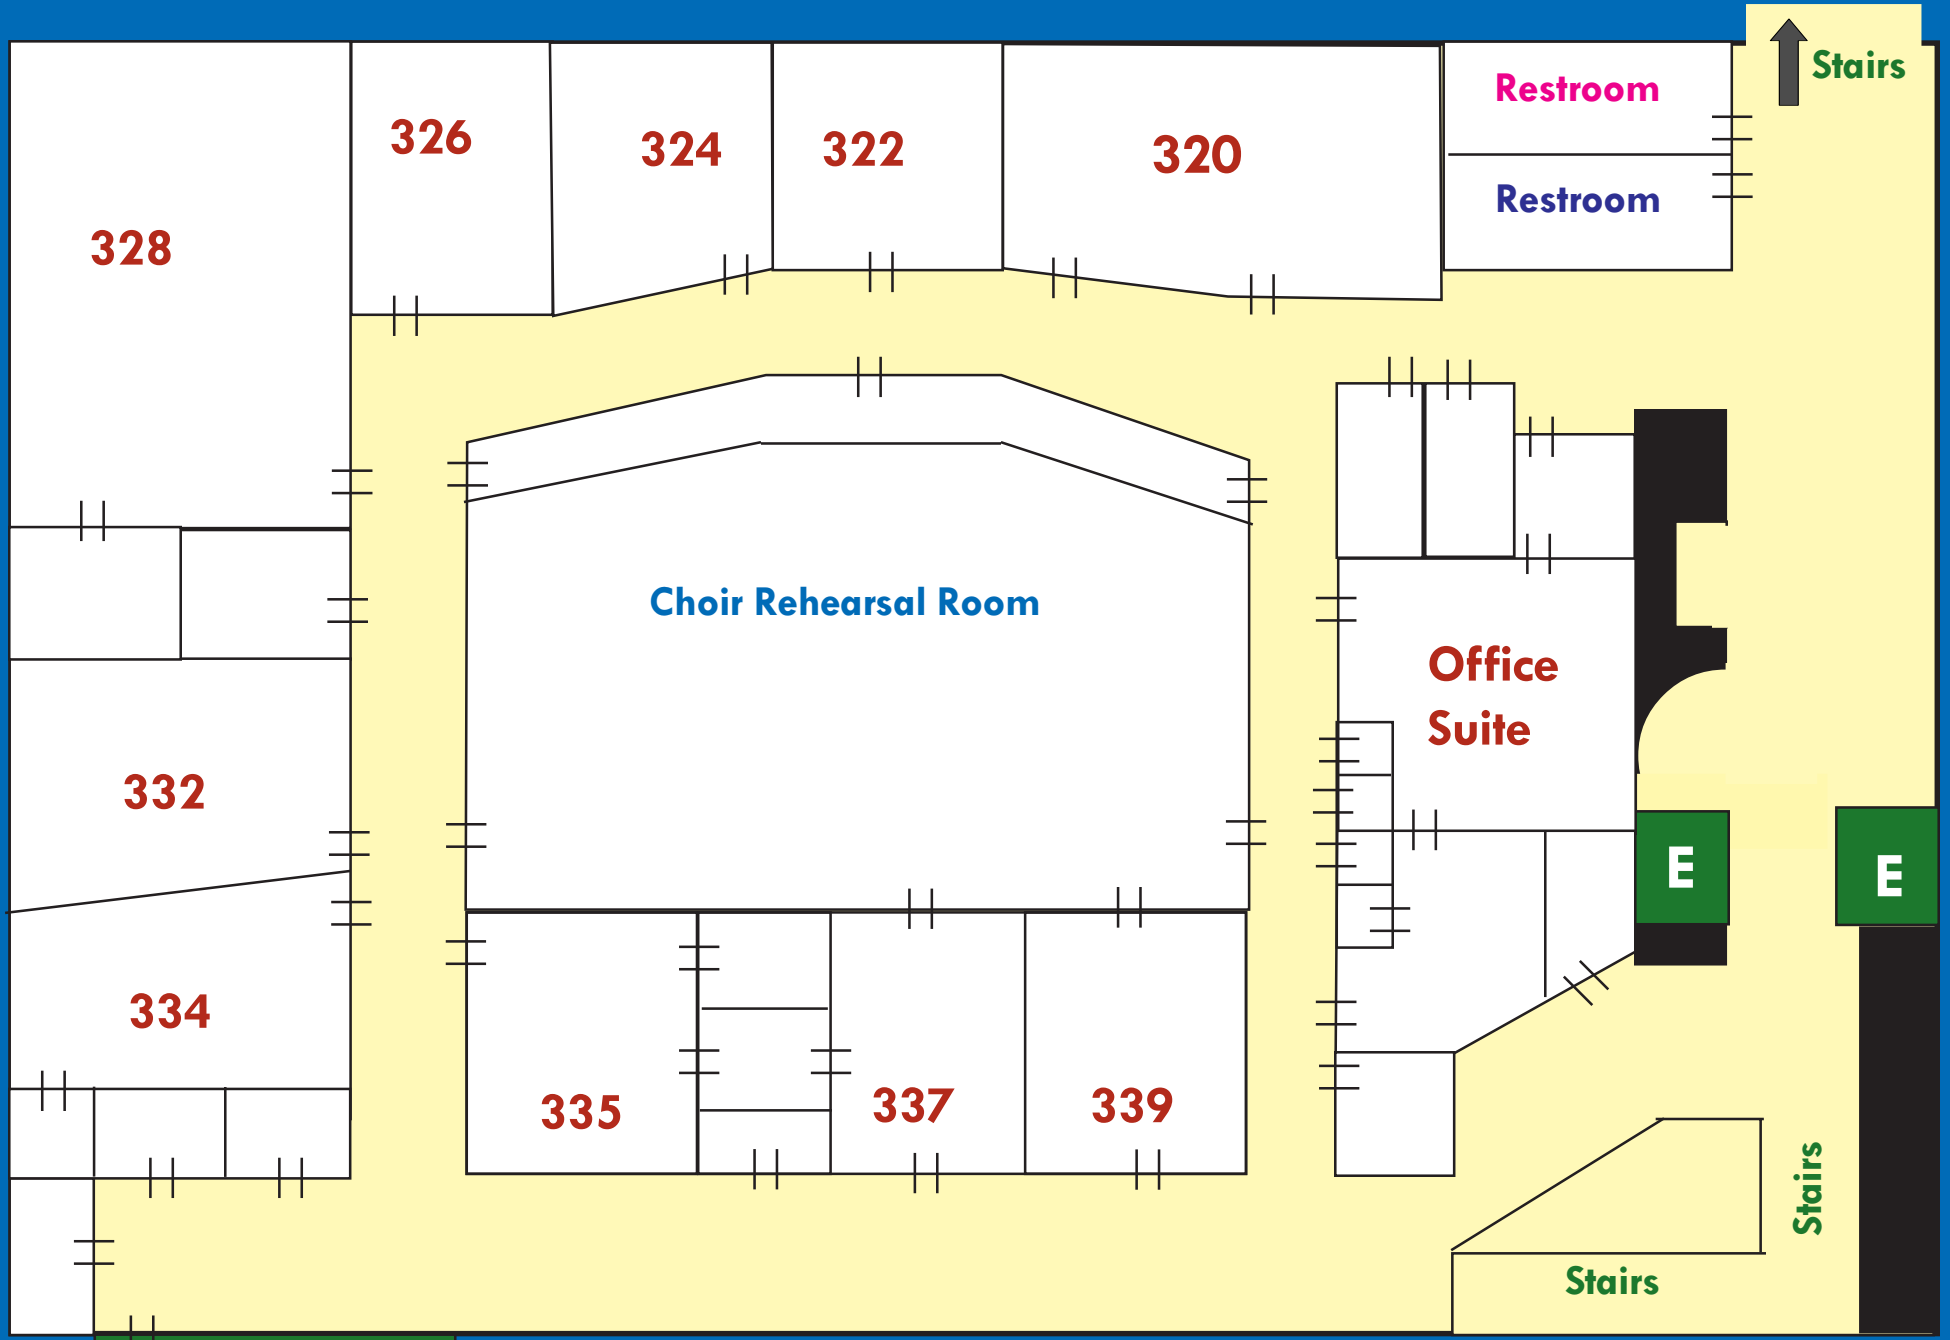 Stairs
Restroom
326
324
322
320
Restroom
328
Choir Rehearsal Room
Office
Suite
332
E
E
334
335
337
339
Stairs
Stairs